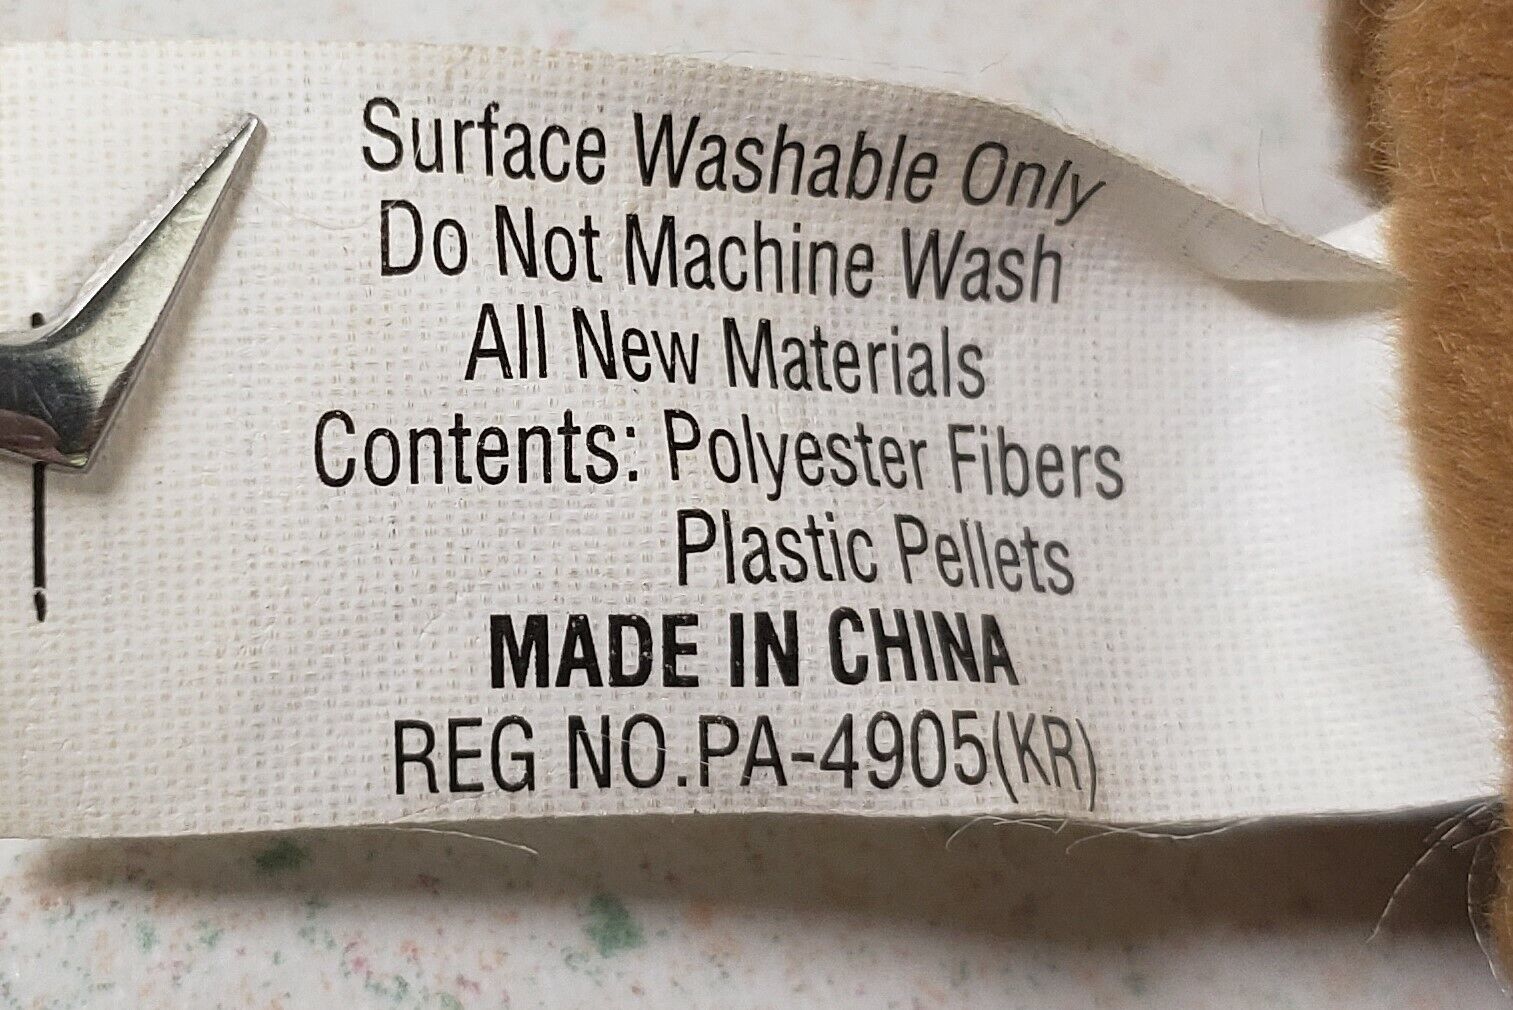 Surface Washable Only
Do Not Machine Wash
All New Materials
Contents: Polyester Fibers
Plastic Pellets
MADE IN CHINA
REG NO.PA-4905(KR)